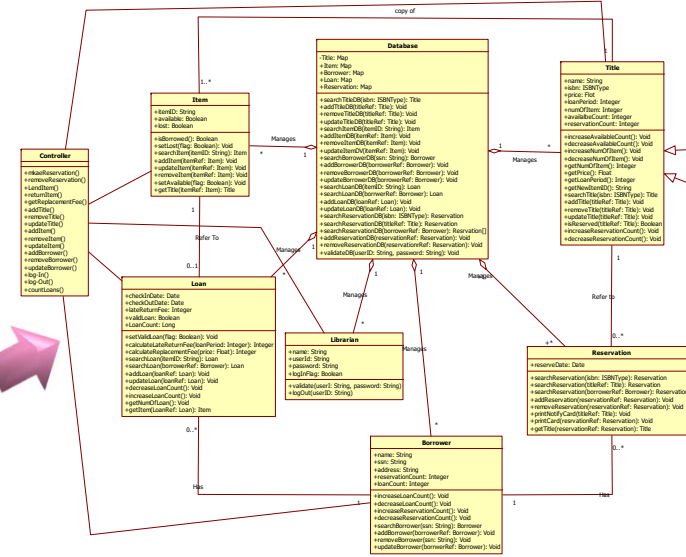 copy of
1
1..*
Database
-Title: Map
+Item: Map
+Borrower: Map
+Loan: Map
+Reservation: Map
+searchTitleDB(isbn: ISBNType): Title
+addTitleDB(titleRef: Title): Void
+removeTitleDB(titleRef: Title): Void
+updateTitleDB(titleRef: Title): Void
+searchItemDB(itemID: String): Item
+addItemDB(itemRef: Item): Void
+removeItemDB(itemRef: Item): Void
+updateItemDV(itemRef: Item): Void
+searchBorrowerDB(ssn: String): Borrower
+addBorrowerDB(borrowerRef: Borrower): Void
+removeBorrowerDB(borrowerRef: Borrower): Void
+updateBorrowerDB(borrowerRef: Borrower): Void
+searchLoanDB(itemID: String): Loan
+searchLoanDB(borrowerRef: Borrower): Loan
+addLoanDB(loanRef: Loan): Void
+updateLoanDB(loanRef: Loan): Void
+searchReservationDB(isbn: ISBNType): Reservation
+searchReservationDB(titleRef: Title): Reservation
+searchReservationDB(borrowerRef: Borrower): Resrvation[]
+addReservationDB(reservationRef: Reservation): Void
+removeReservationDB(reservationRef: Reservation): Void
+validateDB(userID: String, password: String): Void
Title
+name: String
+isbn: ISBNType
+price: Flot
+loanPeriod: Integer
+numOfItem: Integer
+availalbeCount: Integer
+reservationCount: Integer
+increaseAvailableCount(): Void
+decreaseAvailableCount(): Void
+increaseNumOfItem(): Void
+decreaseNumOfItem(): Void
+getNumOfItem(): Integer
+getPrice(): Float
+getLoanPeriod(): Integer
+getNewItemID(): String
+searchTitle(isbn: ISBNType): Title
+addTitle(titleRef: Title): Void
+removeTitle(titleRef: Title): Void
+updateTitle(titleRef: Title): Void
+isReserved(titleRef: Title): Boolean
+increaseReservationCount(): Void
+decreaseReservationCount(): Void
Item
+itemID: String
+available: Boolean
+lost: Boolean
+isBorrowed(): Boolean
+setLost(flag: Boolean): Void
+searchItem(itemID: String): Item
+addItem(itemRef: Item): Void
+updateItem(itemRef: Item): Void
+removeItem(itemRef: Item): Void
+setAvailable(flag: Boolean): Void
+getTitle(itemRef: Item): Title
Manages
*
1
1
Manages
*
Controller
+mkaeReservation()
+removeReservation()
+LendItem()
+returnItem()
+getReplacementFee()
+addTitle()
+removeTitle()
+updateTitle()
+addItem()
+removeItem()
+updateItem()
+addBorrower()
+removeBorrower()
+updateBorrower()
+log-In()
+log-Out()
+countLoans()
1
Refer To
0..1
Manages
1
*
Loan
+checkInDate: Date
+checkOutDate: Date
+lateReturnFee: Integer
+validLoan: Boolean
+LoanCount: Long
+setValidLoan(flag: Boolean): Void
+calculateLateReturnFee(loanPeriod: Integer): Integer
+calculateReplacementFee(price: Float): Integer
+searchLoan(itemID: String): Loan
+searchLoan(borrowerRef: Borrower): Loan
+addLoan(loanRef: Loan): Void
+updateLoan(loanRef: Loan): Void
+decreaseLoanCount(): Void
+increaseLoanCount(): Void
+getNumOfLoan(): Void
+getItem(LoanRef: Loan): Item
1
Manages
*
Librarian
+name: String
+userId: String
+password: String
+logInFlag: Boolean
+validate(userI: String, password: String)
+logOut(userID: String)
1
Manages
*
Manages
1
Refer to
0..*
Reservation
+reserveDate: Date
+searchReservation(isbn: ISBNType): Reservation
+searchReservation(titleRef: Title): Reservation
+searchReservation(borrowerRef: Borrower): Reservation
+addReservation(reservationRef: Reservation): Void
+removeReservation(reservationRef: Reservation): Void
+printNotifyCard(titleRef: Title): Void
+printCard(resrvationRef: Reservation): Void
+getTitle(reservationRef: Reservation): Title
0..*
Has
1
Borrower
+name: String
+ssn: String
+address: String
+reservationCount: Integer
+loanCount: Integer
+increaseLoanCount(): Void
+decreaseLoanCount(): Void
+increaseReservationCount(): Void
+decreaseReservationCount(): Void
+searchBorrower(ssn: String): Borrower
+addBorrower(borrowerRef: Borrower): Void
+removeBorrower(ssn: String): Void
+updateBorrower(borrwerRef: Borrower): Void
1
Has
0..*